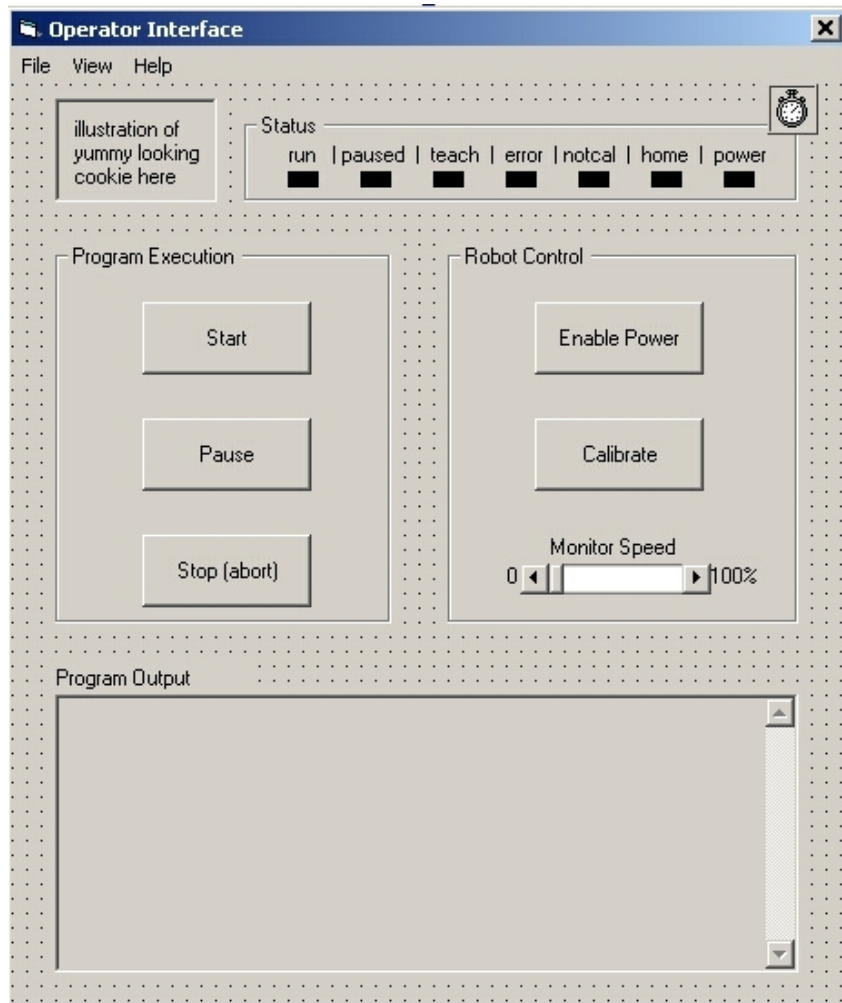 Operator Interface
File View Help
illustration of
yummy looking
cookie here
Status
run | paused | teach | error | notcal | home | power
Program Execution
Start
Pause
Stop (abort)
Robot Control
Enable Power
Calibrate
Monitor Speed
0 100%
Program Output